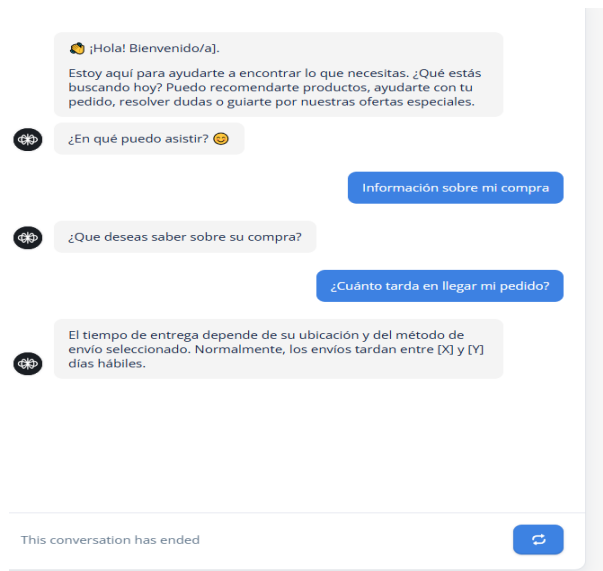 👏 ¡Hola! Bienvenido/a].
Estoy aquí para ayudarte a encontrar lo que necesitas. ¿Qué estás
buscando hoy? Puedo recomendarte productos, ayudarte con tu
pedido, resolver dudas o guiarte por nuestras ofertas especiales.
¿En qué puedo asistir? 😊
Información sobre mi compra
¿Que deseas saber sobre su compra?
¿Cuánto tarda en llegar mi pedido?
El tiempo de entrega depende de su ubicación y del método de
envío seleccionado. Normalmente, los envíos tardan entre [X] y [Y]
días hábiles.
This conversation has ended